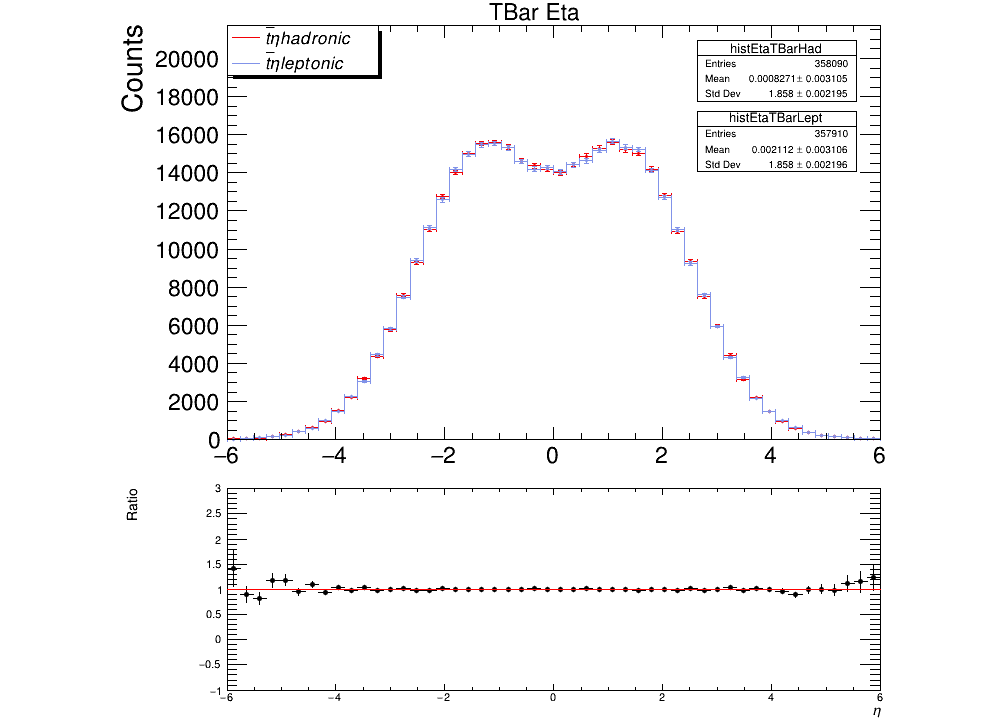 TBar Eta
Counts
t̄ηhadronic
t̄ηleptonic
histEtaTBarHad
Entries 358090
Mean 0.0008271 ± 0.003105
Std Dev 1.858 ± 0.002195
histEtaTBarLept
Entries 357910
Mean 0.002112 ± 0.003106
Std Dev 1.858 ± 0.002196
20000
18000
16000
14000
12000
10000
8000
6000
4000
2000
0
−6 −4 −2 0 2 4 6
Ratio
3
2.5
2
1.5
1
0.5
0
−0.5
−1
−6 −4 −2 0 2 4 6
η